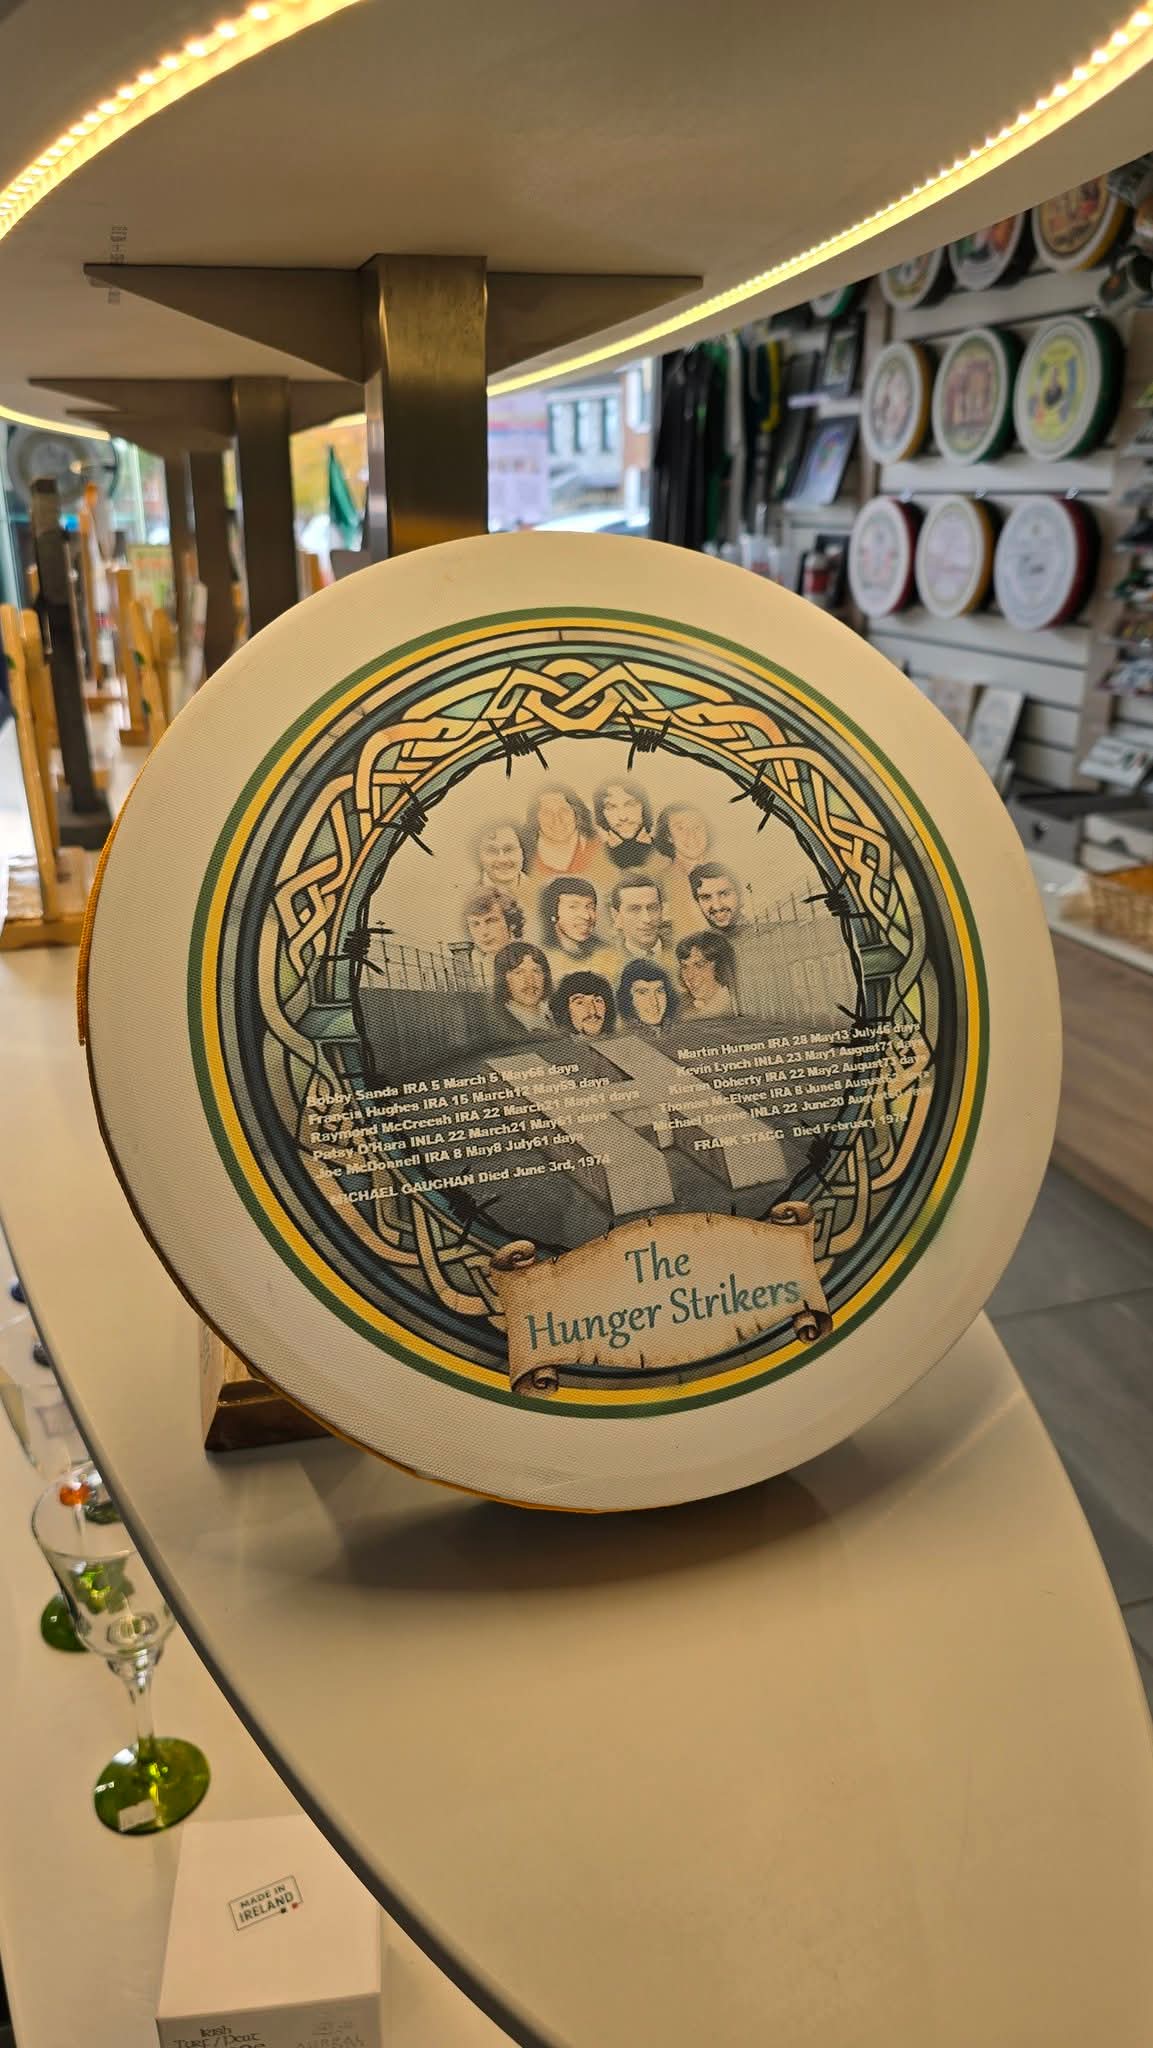 Bobby Sands IRA 5 March 5 May66 days
Francis Hughes IRA 15 March12 May59 days
Raymond McCreesh IRA 22 March21 May61 days
Patsy O'Hara INLA 22 March21 May61 days
Joe McDonnell IRA 8 May8 July61 days
MICHAEL GAUGHAN Died June 3rd, 1974
Martin Hurson IRA 28 May13 July46 days
Kevin Lynch INLA 23 May1 August71 days
Kieran Doherty IRA 22 May2 August73 days
Thomas McElwee IRA 8 June8 August
Michael Devine INLA 22 June20 August
FRANK STAGG Died February 1976
The
Hunger Strikers
MADE IN
IRELAND
Irish